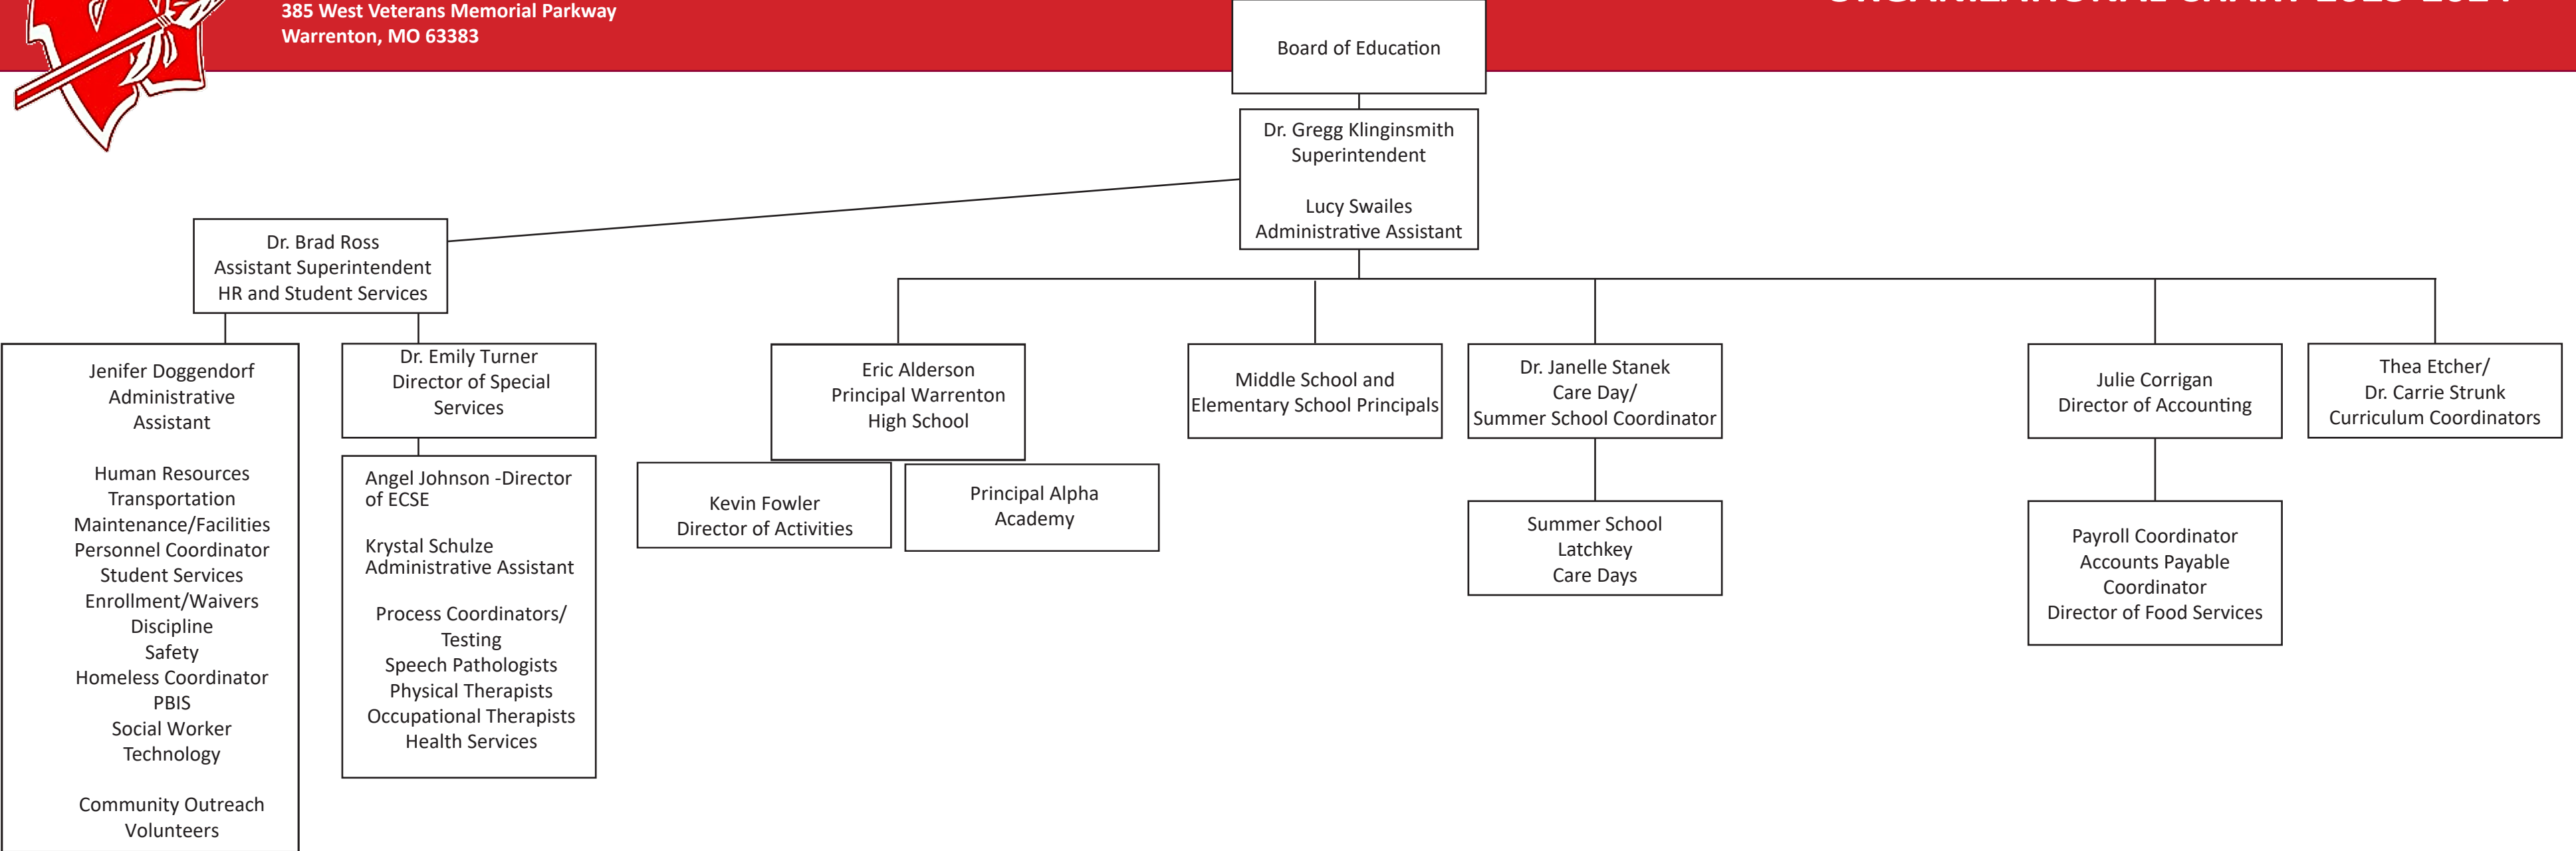 385 West Veterans Memorial Parkway
Warrenton, MO 63383
ORGANIZATIONAL CHART 2023-2024
Board of Education
Dr. Gregg Klinginsmith
Superintendent
Lucy Swailes
Administrative Assistant
Dr. Brad Ross
Assistant Superintendent
HR and Student Services
Jenifer Doggendorf
Administrative
Assistant
Human Resources
Transportation
Maintenance/Facilities
Personnel Coordinator
Student Services
Enrollment/Waivers
Discipline
Safety
Homeless Coordinator
PBIS
Social Worker
Technology
Community Outreach
Volunteers
Dr. Emily Turner
Director of Special
Services
Angel Johnson -Director
of ECSE
Krystal Schulze
Administrative Assistant
Process Coordinators/
Testing
Speech Pathologists
Physical Therapists
Occupational Therapists
Health Services
Eric Alderson
Principal Warrenton
High School
Kevin Fowler
Director of Activities
Principal Alpha
Academy
Middle School and
Elementary School Principals
Dr. Janelle Stanek
Care Day/
Summer School Coordinator
Summer School
Latchkey
Care Days
Julie Corrigan
Director of Accounting
Payroll Coordinator
Accounts Payable
Coordinator
Director of Food Services
Thea Etcher/
Dr. Carrie Strunk
Curriculum Coordinators